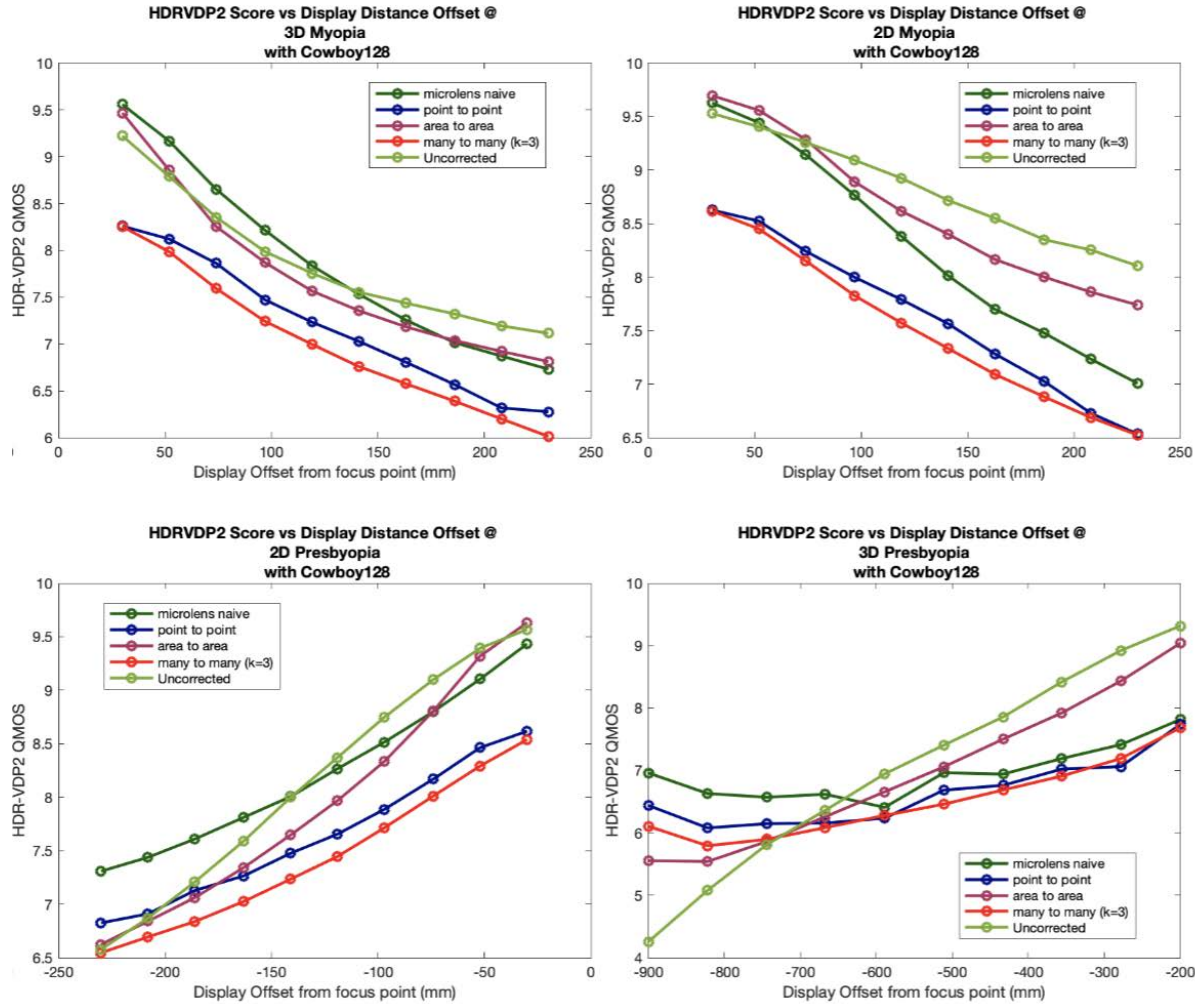 HDRVDP2 Score vs Display Distance Offset @
3D Myopia
with Cowboy128
10
9.5
9
8.5
8
7.5
7
6.5
6
HDR-VDP2 QMOS
microlens naive
point to point
area to area
many to many (k=3)
Uncorrected
0
50
100
150
200
250
Display Offset from focus point (mm)
HDRVDP2 Score vs Display Distance Offset @
2D Myopia
with Cowboy128
10
9.5
9
8.5
8
7.5
7
6.5
HDR-VDP2 QMOS
microlens naive
point to point
area to area
many to many (k=3)
Uncorrected
0
50
100
150
200
250
Display Offset from focus point (mm)
HDRVDP2 Score vs Display Distance Offset @
2D Presbyopia
with Cowboy128
10
9.5
9
8.5
8
7.5
7
6.5
HDR-VDP2 QMOS
microlens naive
point to point
area to area
many to many (k=3)
Uncorrected
-250
-200
-150
-100
-50
0
Display Offset from focus point (mm)
HDRVDP2 Score vs Display Distance Offset @
3D Presbyopia
with Cowboy128
10
9
8
7
6
5
4
HDR-VDP2 QMOS
microlens naive
point to point
area to area
many to many (k=3)
Uncorrected
-900
-800
-700
-600
-500
-400
-300
-200
Display Offset from focus point (mm)